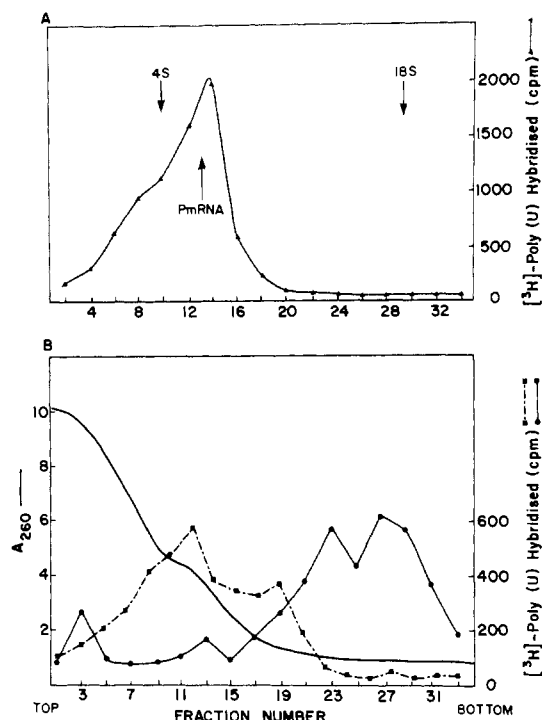 A
4S
18S
PmRNA
2000
1500
1000
500
0
[³H]-Poly (U) Hybridised (cpm)
4 8 12 16 20 24 28 32
B
10
8
6
4
2
A260
600
400
200
0
[³H]-Poly (U) Hybridised (cpm)
3 7 11 15 19 21 23 27 31
TOP FRACTION NUMBER BOTTOM